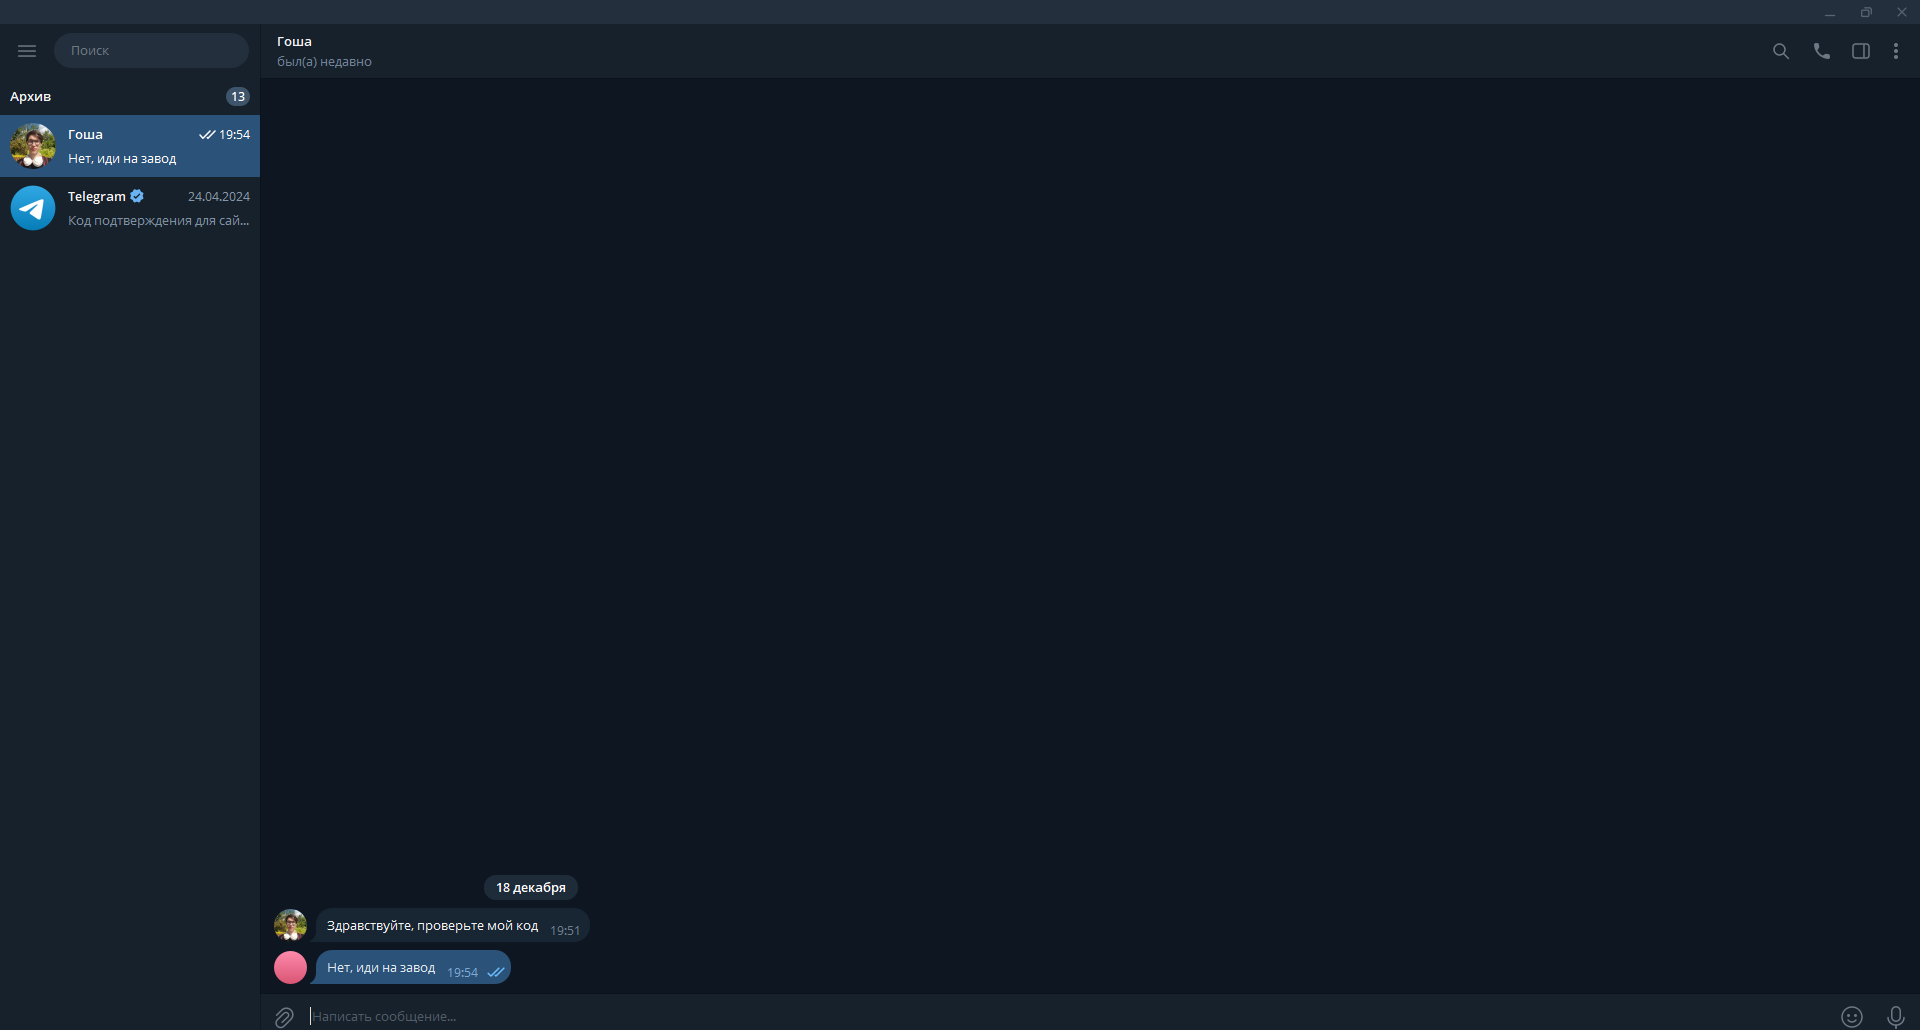 Поиск
Архив
13
Гоша
19:54
Нет, иди на завод
Telegram
24.04.2024
Код подтверждения для сай...
Гоша
был(а) недавно
18 декабря
Здравствуйте, проверьте мой код 19:51
Нет, иди на завод 19:54
Написать сообщение...